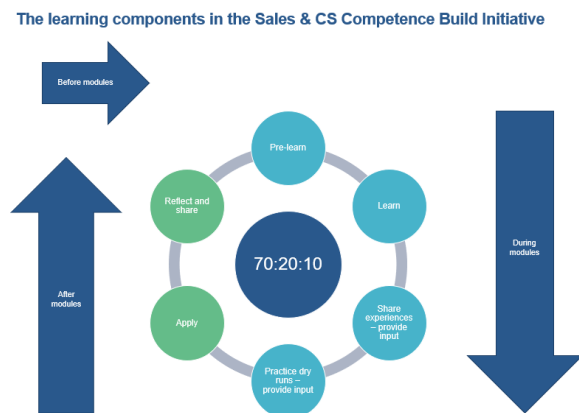 The learning components in the Sales & CS Competence Build Initiative
Before modules
Pre-learn
Reflect and
share
Learn
70:20:10
During
modules
After
modules
Apply
Share
experiences
– provide
input
Practice dry
runs –
provide input